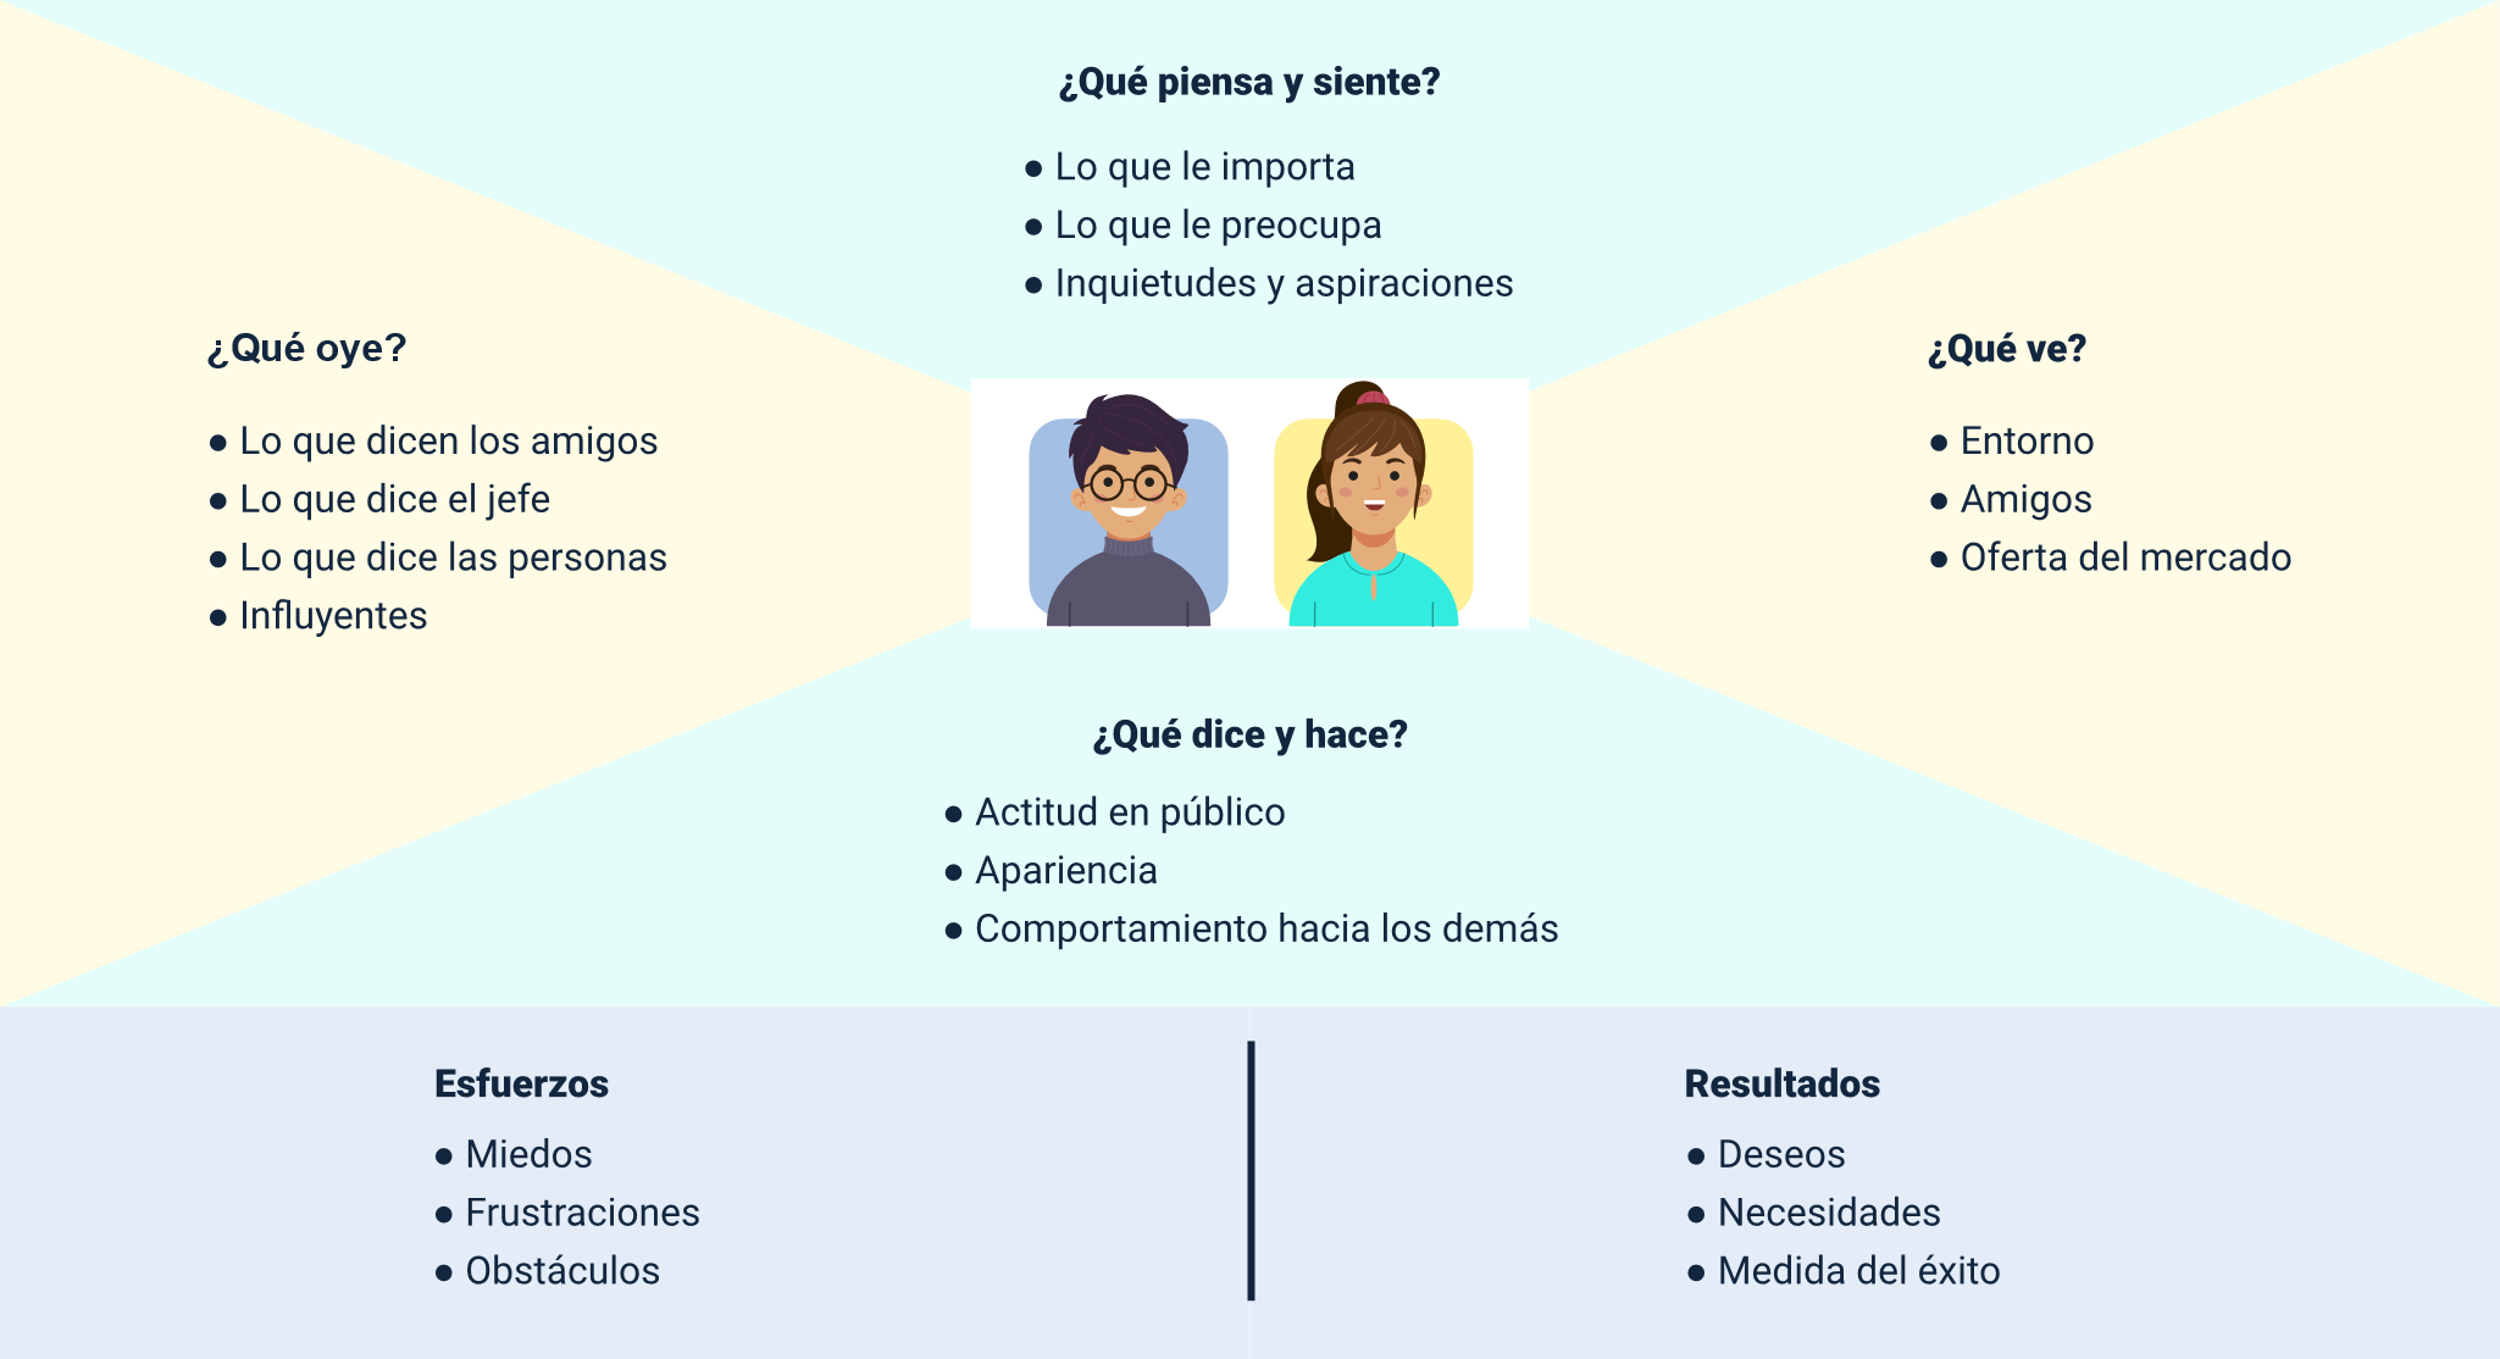 ¿Qué piensa y siente?
● Lo que le importa
● Lo que le preocupa
● Inquietudes y aspiraciones
¿Qué oye?
● Lo que dicen los amigos
● Lo que dice el jefe
● Lo que dice las personas
● Influyentes
¿Qué ve?
● Entorno
● Amigos
● Oferta del mercado
¿Qué dice y hace?
● Actitud en público
● Apariencia
● Comportamiento hacia los demás
Esfuerzos
● Miedos
● Frustraciones
● Obstáculos
Resultados
● Deseos
● Necesidades
● Medida del éxito